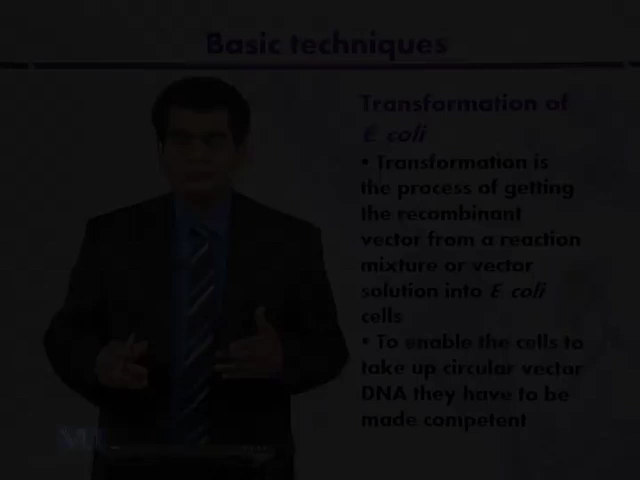 Basic techniques
Transformation of
E coli
• Transformation is
the process of getting
the recombinant
vector from a reaction
mixture or vector
solution into E coli
cells
• To enable the cells to
take up circular vector
DNA they have to be
made competent